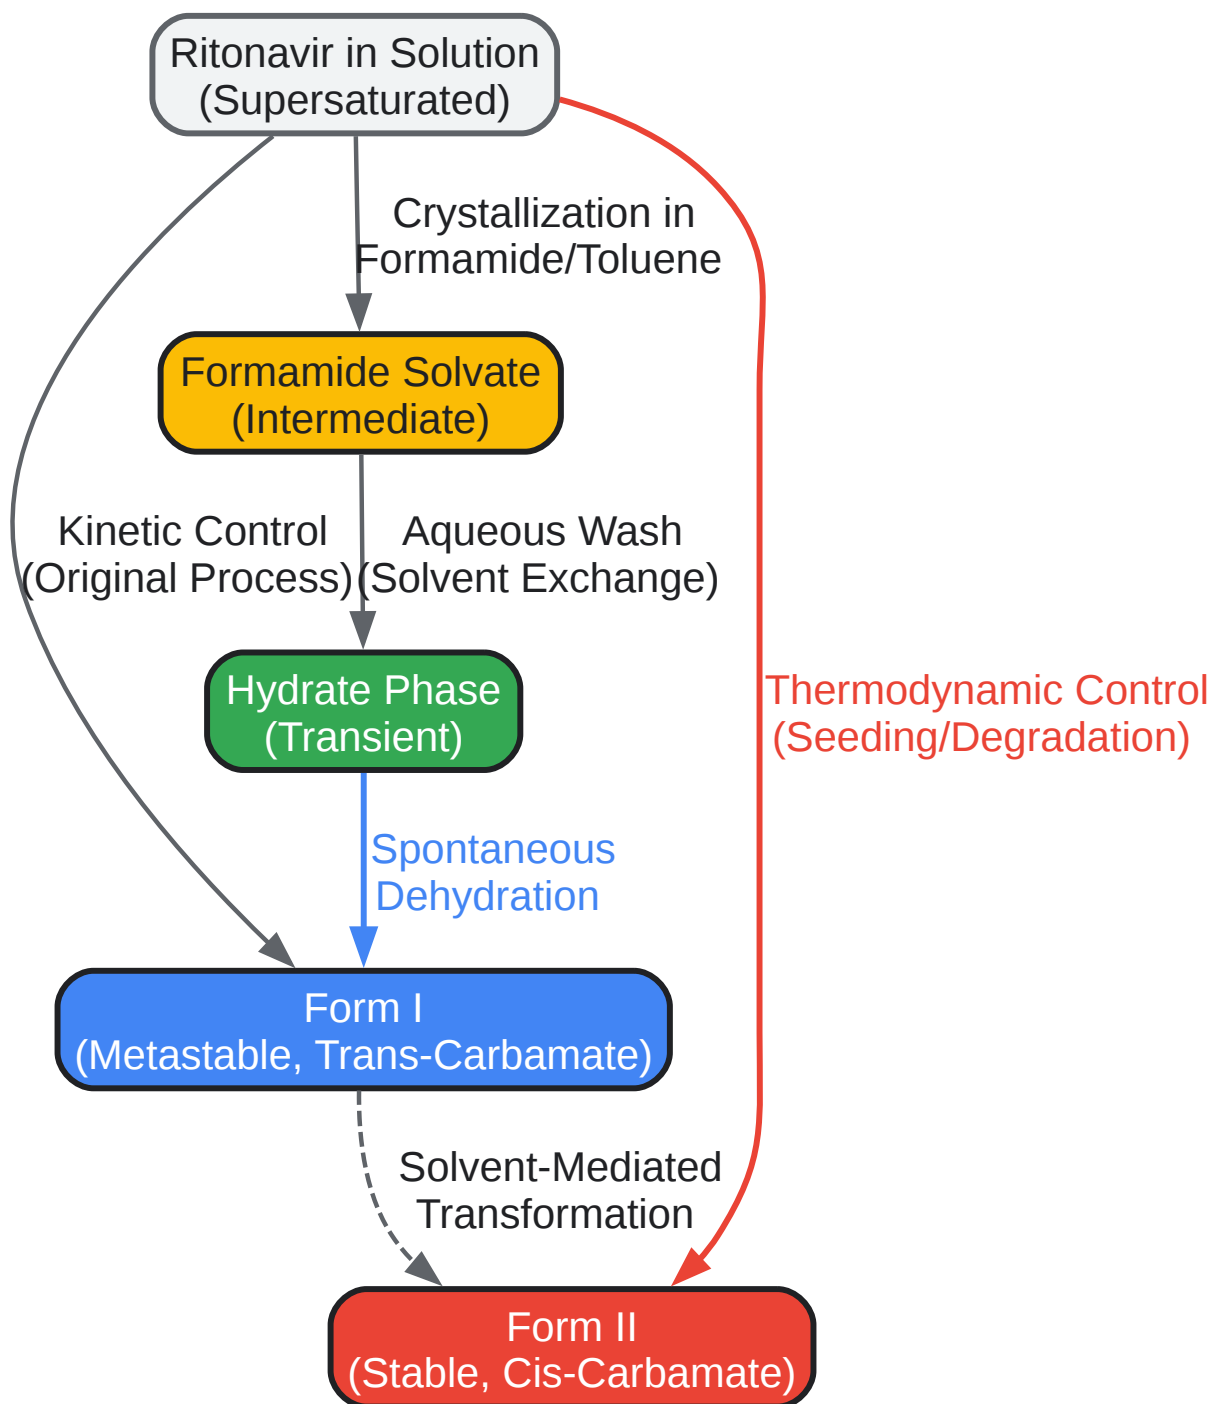 Ritonavir in Solution
(Supersaturated)
Crystallization in
Formamide/Toluene
Formamide Solvate
(Intermediate)
Kinetic Control
(Original Process)
Aqueous Wash
(Solvent Exchange)
Hydrate Phase
(Transient)
Thermodynamic Control
(Seeding/Degradation)
Spontaneous
Dehydration
Form I
(Metastable, Trans-Carbamate)
Solvent-Mediated
Transformation
Form II
(Stable, Cis-Carbamate)